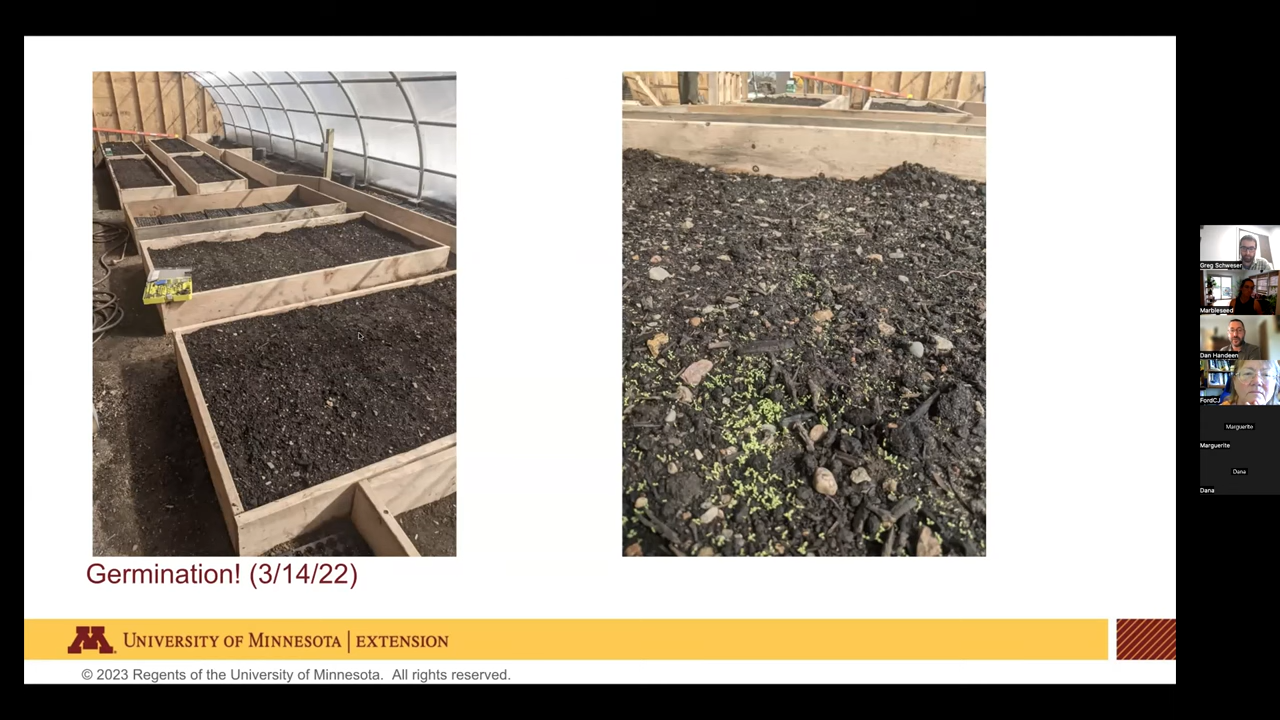 Germination! (3/14/22)
M UNIVERSITY OF MINNESOTA | EXTENSION
© 2023 Regents of the University of Minnesota. All rights reserved.
Greg Schweser
Marbleseed
Dan Handeen
FordCJ
Marguerite
Marguerite
Dana
Dana